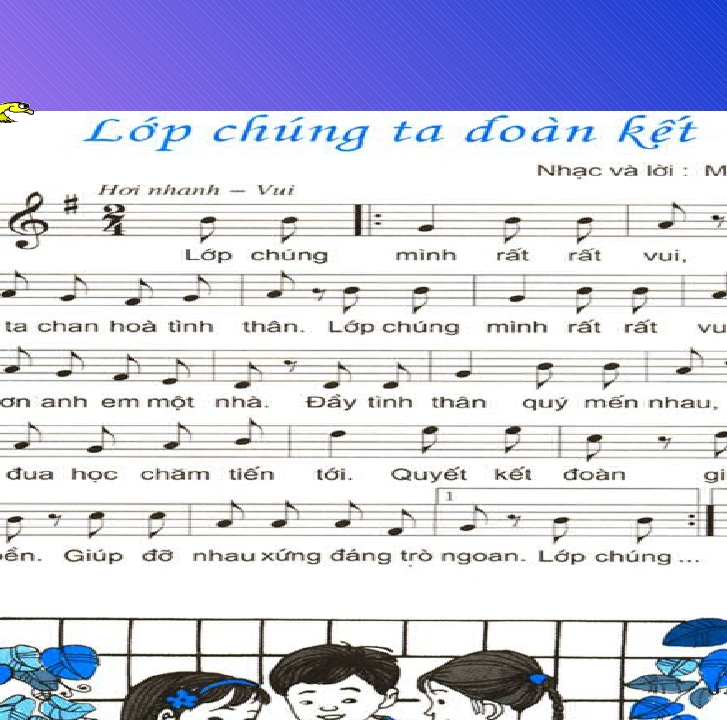 Lớp chúng ta đoàn kết
Nhạc và lời : M
Hơi nhanh – Vui
2
4
Lớp chúng mình rất rất vui,
ta chan hoà tình thân. Lớp chúng mình rất rất vu
ơn anh em một nhà. Đầy tình thân quý mến nhau,
đua học chăm tiến tới. Quyết kết đoàn gi
1
ền. Giúp đỡ nhau xứng đáng trò ngoan. Lớp chúng ...